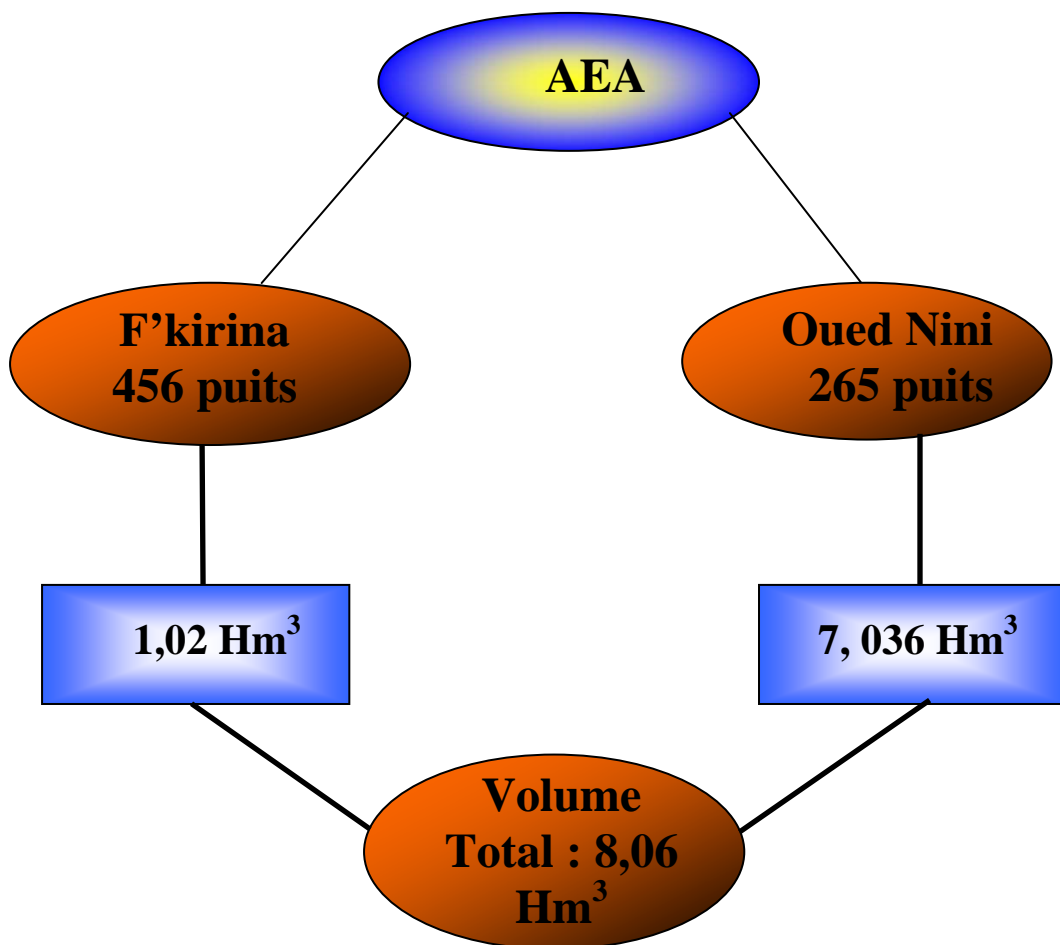 AEA
F’kirina
456 puits
Oued Nini
265 puits
1,02 Hm³
7, 036 Hm³
Volume
Total : 8,06
Hm³